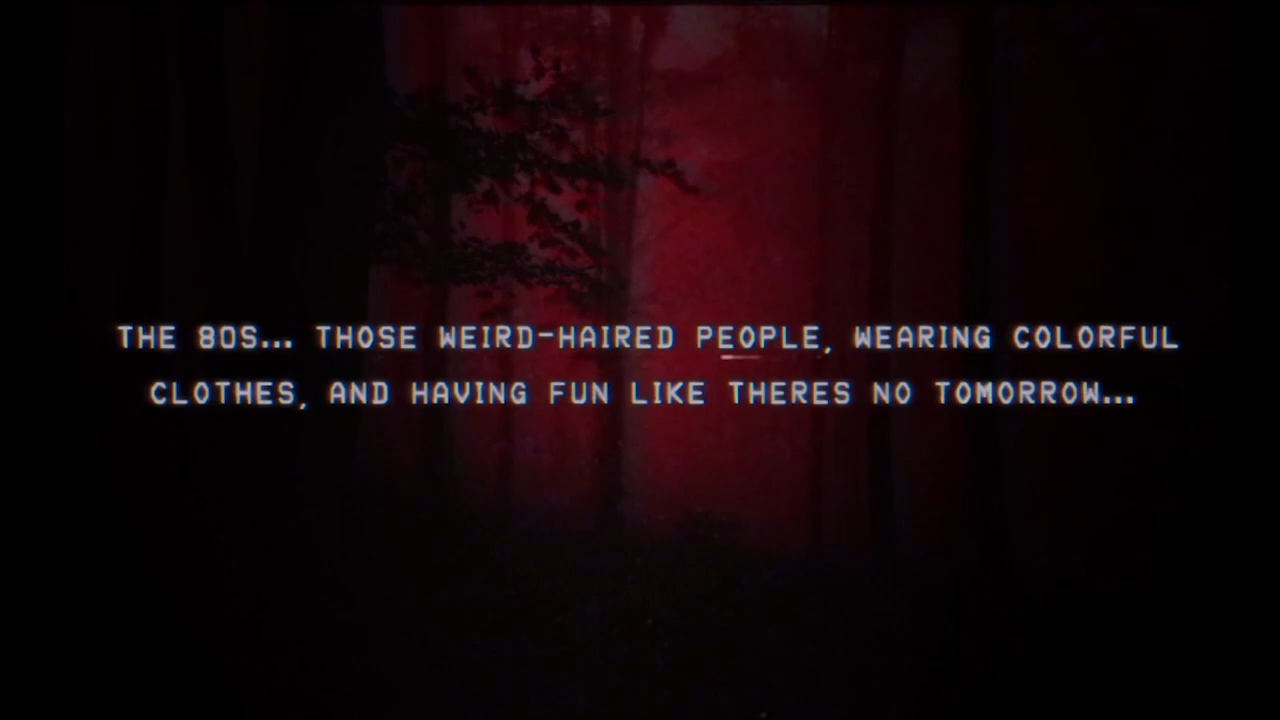 THE 80S... THOSE WEIRD-HAIRED PEOPLE, WEARING COLORFUL
CLOTHES, AND HAVING FUN LIKE THERES NO TOMORROW...